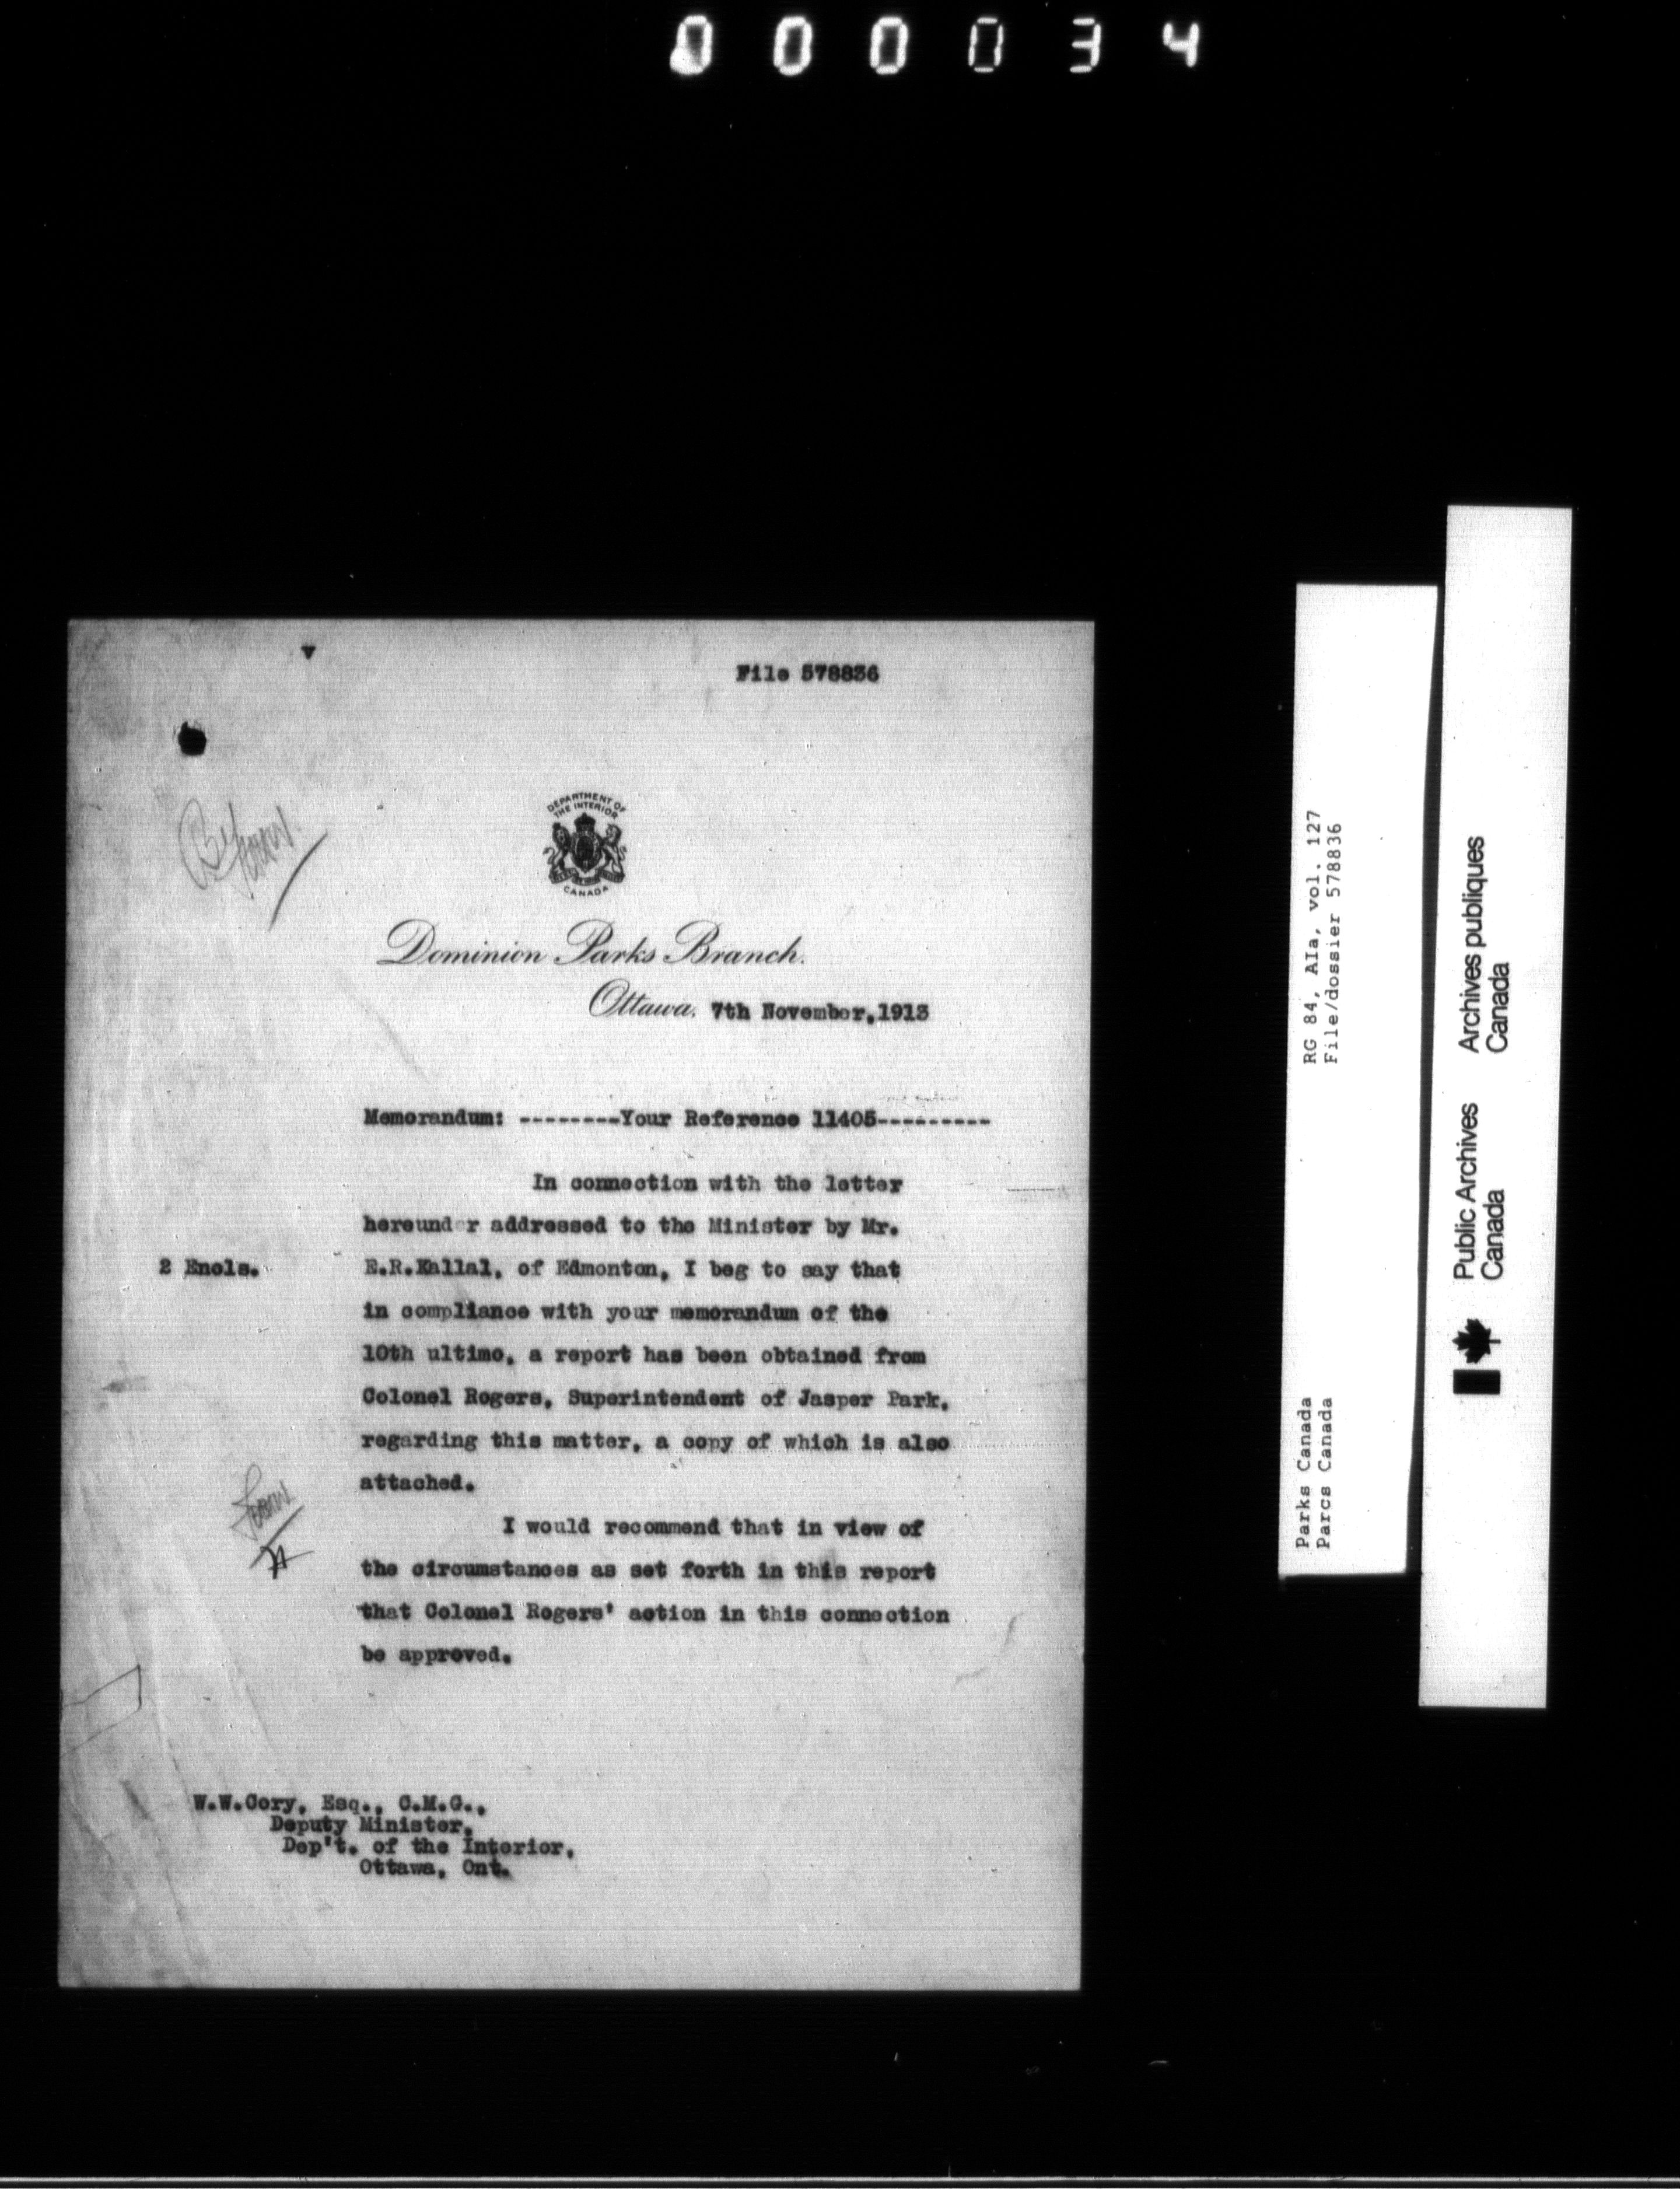 000034
v
File 578836
DEPARTMENT OF
THE INTERIOR
CANADA
Dominion Parks Branch.
Ottawa. 7th November,1913
Memorandum: --------Your Reference 11405---------
In connection with the letter
hereund r addressed to the Minister by Mr.
2 Encls. E.R.Kallal, of Edmonton, I beg to say that
in compliance with your memorandum of the
10th ultimo, a report has been obtained from
Colonel Rogers, Superintendent of Jasper Park,
regarding this matter, a copy of which is also
attached.
I would recommend that in view of
the circumstances as set forth in this report
that Colonel Rogers' action in this connection
be approved.
W.W.Cory, Esq., C.M.G.,
Deputy Minister,
Dep't. of the Interior,
Ottawa, Ont.
Parks Canada RG 84, AIa, vol. 127
Parcs Canada File/dossier 578836
Public Archives Archives publiques
Canada Canada